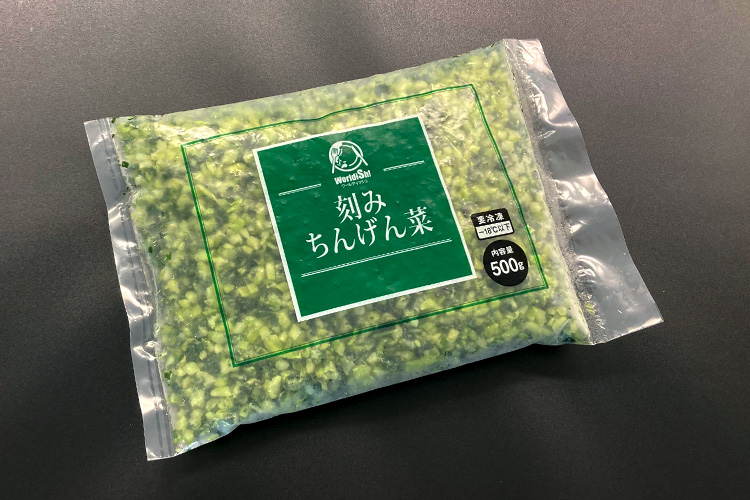 WorldiSh!
ワールディッシュ
刻み
ちんげん菜
要冷凍
-18℃以下
内容量
500g